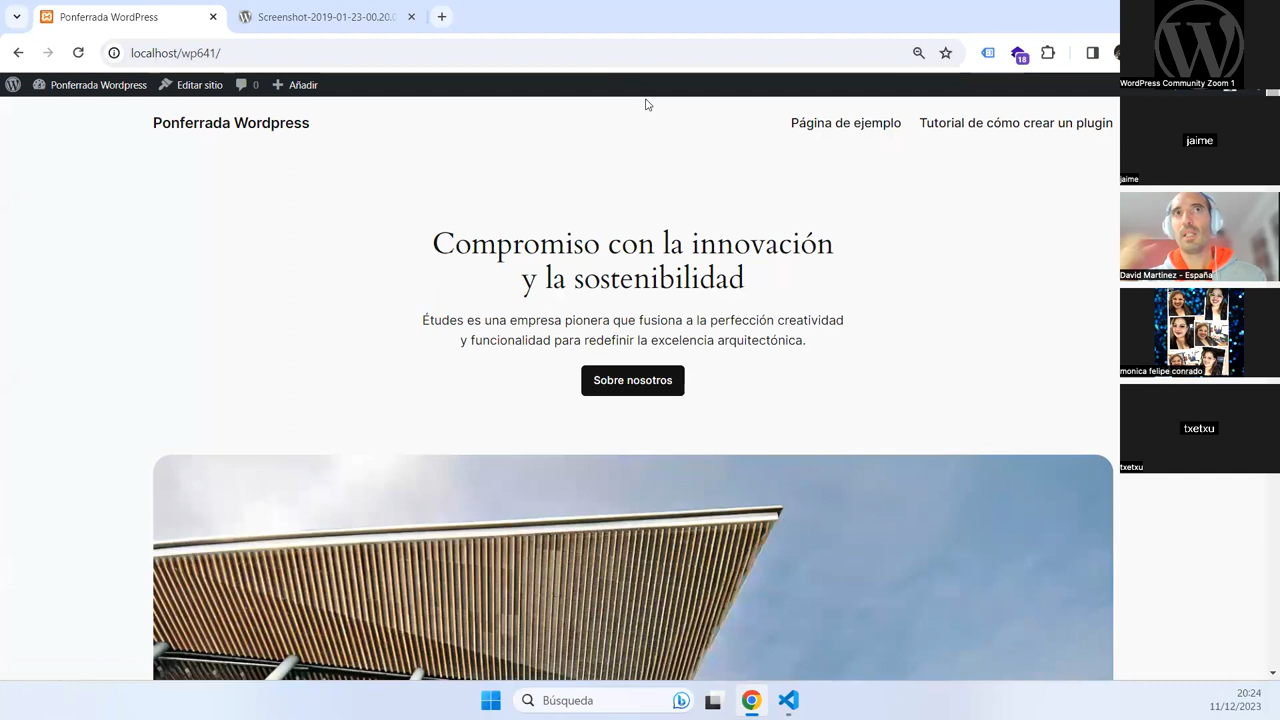 Ponferrada WordPress
Screenshot-2019-01-23-00.20.0
localhost/wp641/
18
Ponferrada Wordpress
Editar sitio
0
Añadir
Ponferrada Wordpress
Página de ejemplo
Tutorial de cómo crear un plugin
Compromiso con la innovación
y la sostenibilidad
Études es una empresa pionera que fusiona a la perfección creatividad
y funcionalidad para redefinir la excelencia arquitectónica.
Sobre nosotros
WordPress Community Zoom 1
jaime
jaime
David Martínez - España
monica felipe conrado
txetxu
txetxu
Búsqueda
20:24
11/12/2023